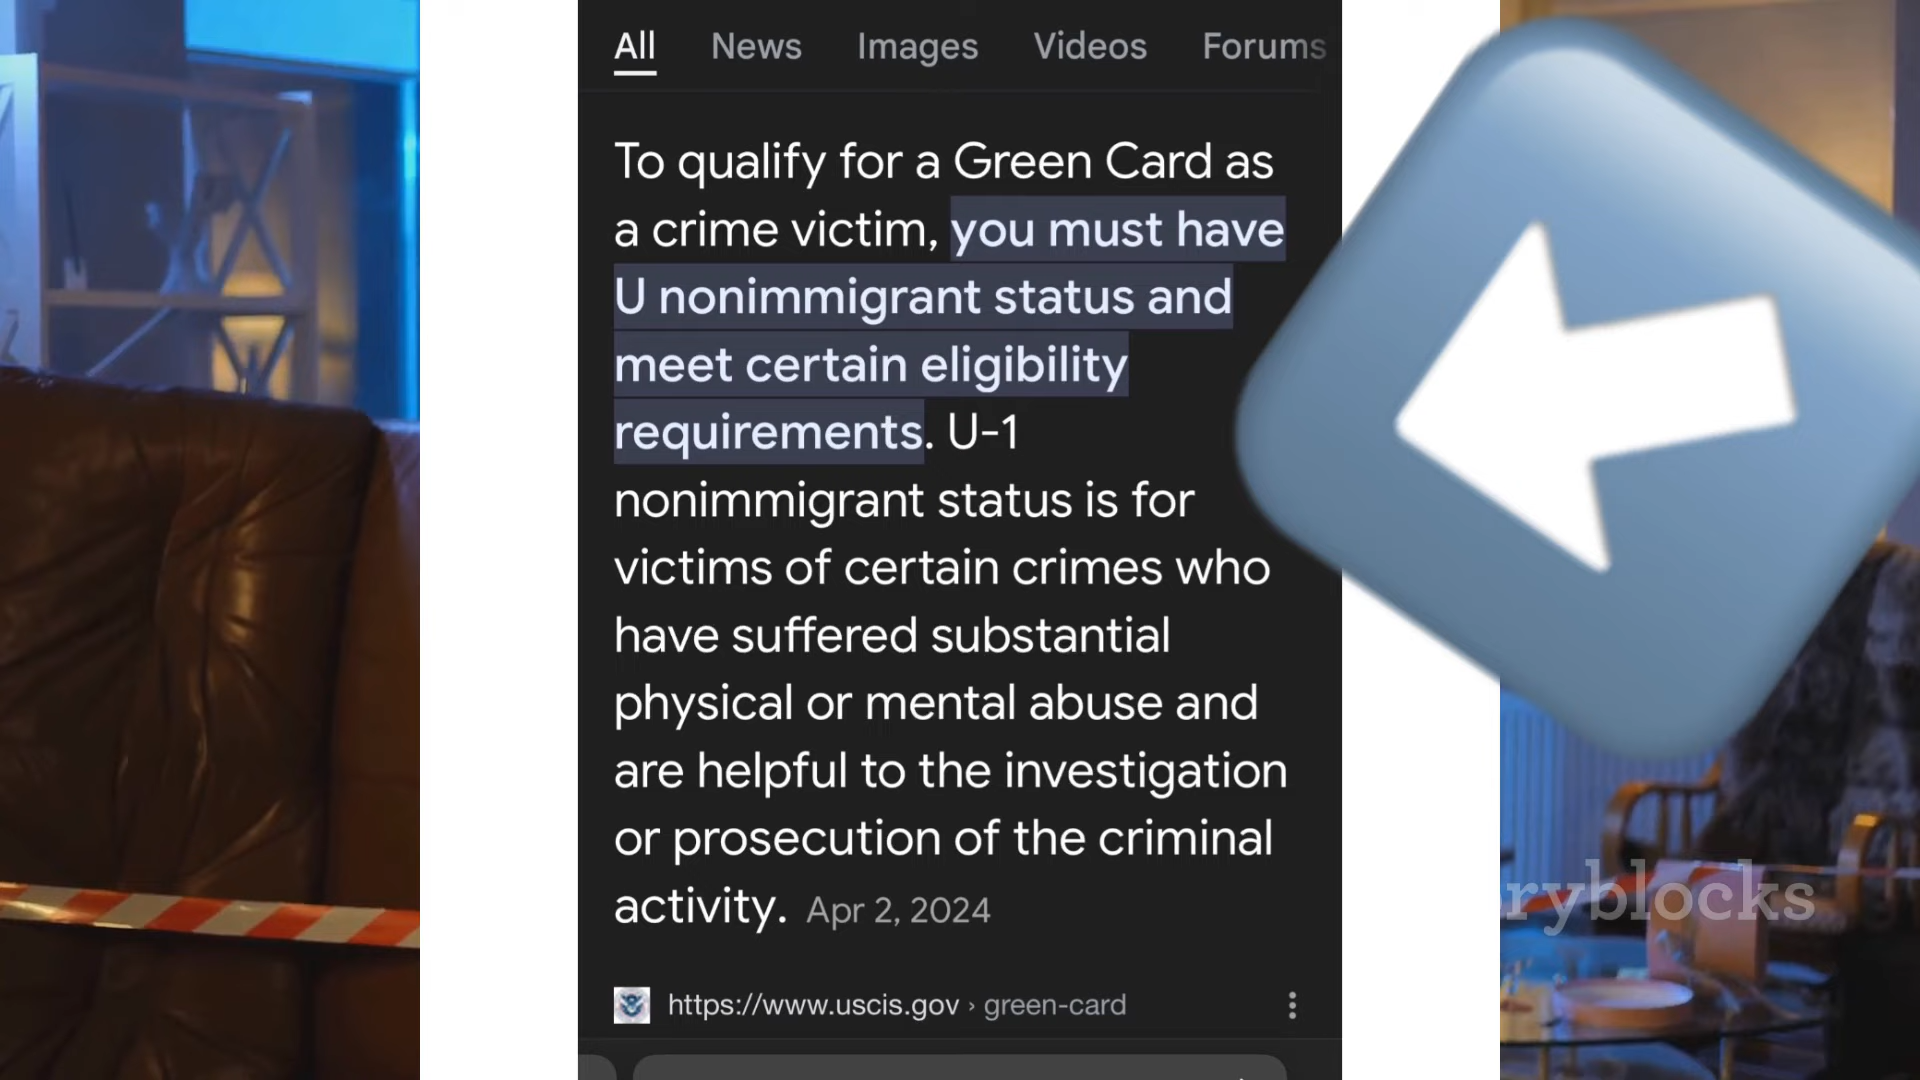 All News Images Videos Forums
To qualify for a Green Card as
a crime victim, you must have
U nonimmigrant status and
meet certain eligibility
requirements. U-1
nonimmigrant status is for
victims of certain crimes who
have suffered substantial
physical or mental abuse and
are helpful to the investigation
or prosecution of the criminal
activity. Apr 2, 2024
https://www.uscis.gov › green-card
ryblocks